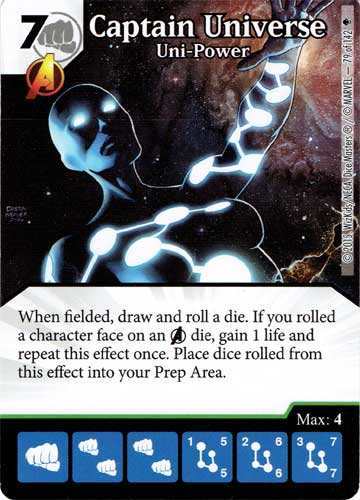 7
Captain Universe
Uni-Power
When fielded, draw and roll a die. If you rolled
a character face on an die, gain 1 life and
repeat this effect once. Place dice rolled from
this effect into your Prep Area.
Max: 4
1 5 5
2 6 6
3 7 7